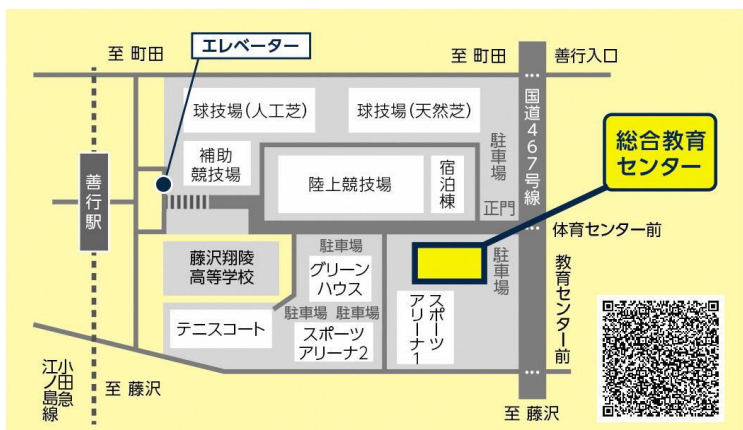 至 町田
エレベーター
至 町田
善行入口
球技場(人工芝)
球技場(天然芝)
国道467号線
総合教育
センター
補助
競技場
陸上競技場
宿泊棟
駐車場
正門
善行駅
体育センター前
藤沢翔陵
高等学校
駐車場
グリーン
ハウス
駐車場
教育センター前
テニスコート
駐車場
駐車場
スポーツ
アリーナ2
スポーツ
アリーナ1
小田急
江ノ島線
至 藤沢
至 藤沢